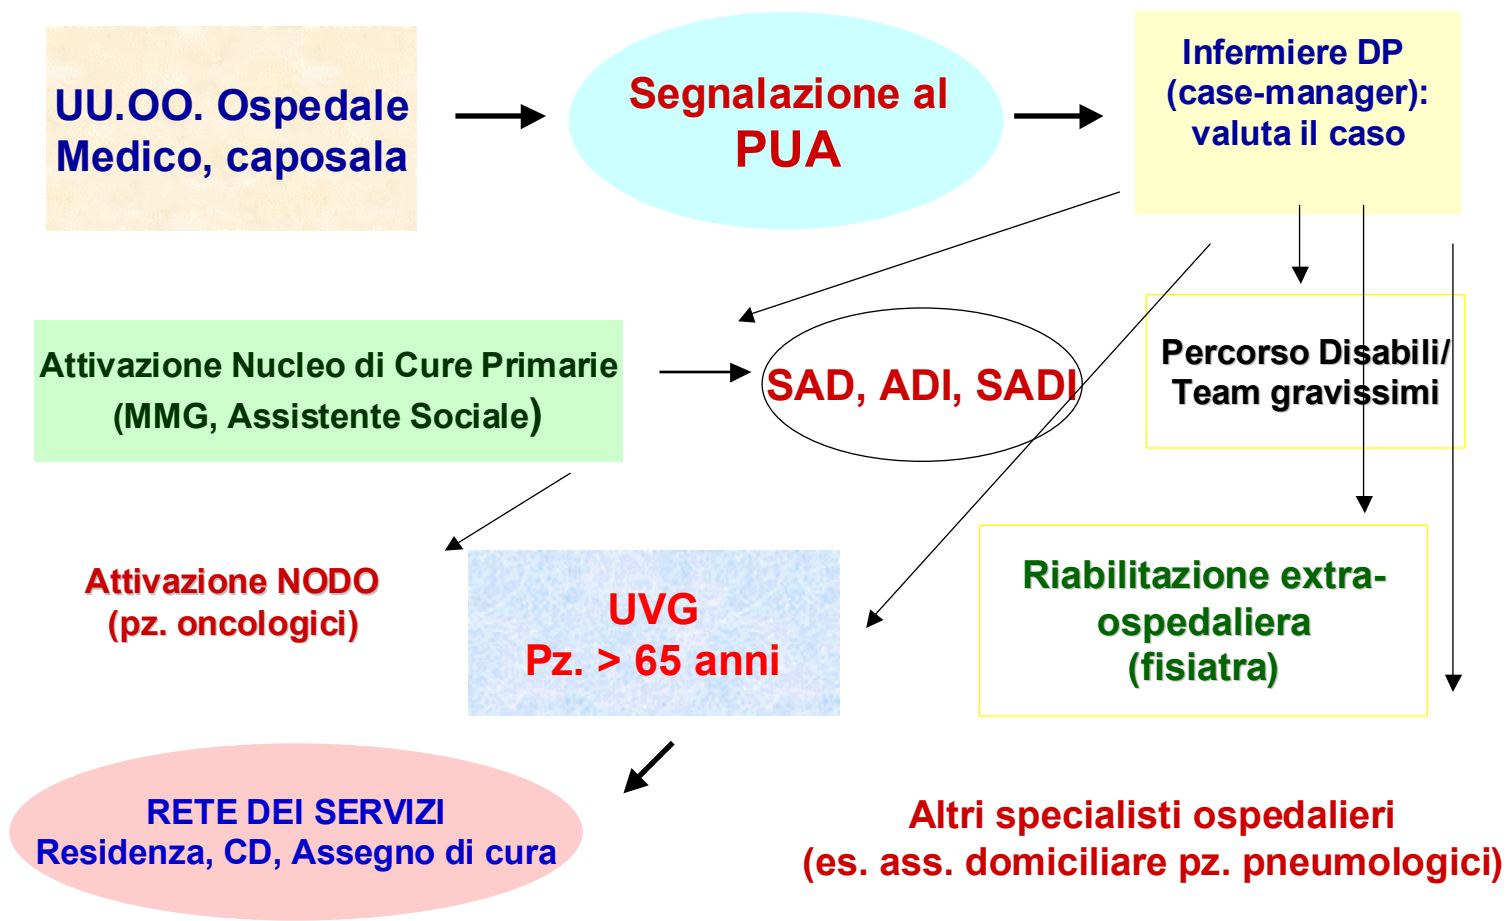 UU.OO. Ospedale
Medico, caposala
Segnalazione al
PUA
Infermiere DP
(case-manager):
valuta il caso
Attivazione Nucleo di Cure Primarie
(MMG, Assistente Sociale)
SAD, ADI, SADI
Percorso Disabili/
Team gravissimi
Attivazione NODO
(pz. oncologici)
UVG
Pz. > 65 anni
Riabilitazione extra-
ospedaliera
(fisiatra)
RETE DEI SERVIZI
Residenza, CD, Assegno di cura
Altri specialisti ospedalieri
(es. ass. domiciliare pz. pneumologici)